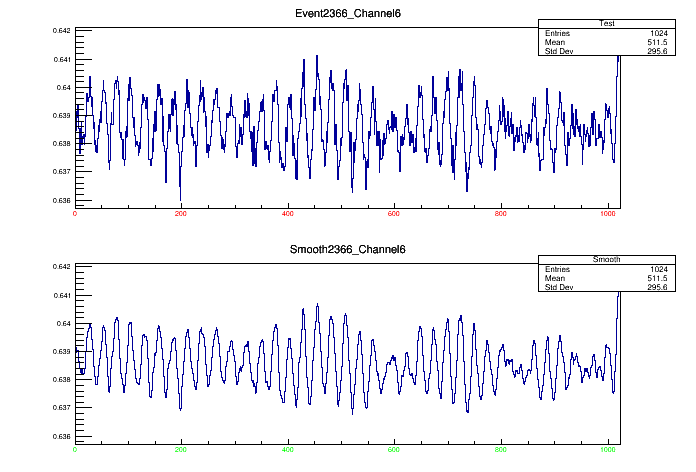 Event2366_Channel6
Test
Entries 1024
Mean 511.5
Std Dev 295.6
0.642
0.641
0.64
0.639
0.638
0.637
0.636
0 200 400 600 800 1000
Smooth2366_Channel6
Smooth
Entries 1024
Mean 511.5
Std Dev 295.6
0.642
0.641
0.64
0.639
0.638
0.637
0.636
0 200 400 600 800 1000